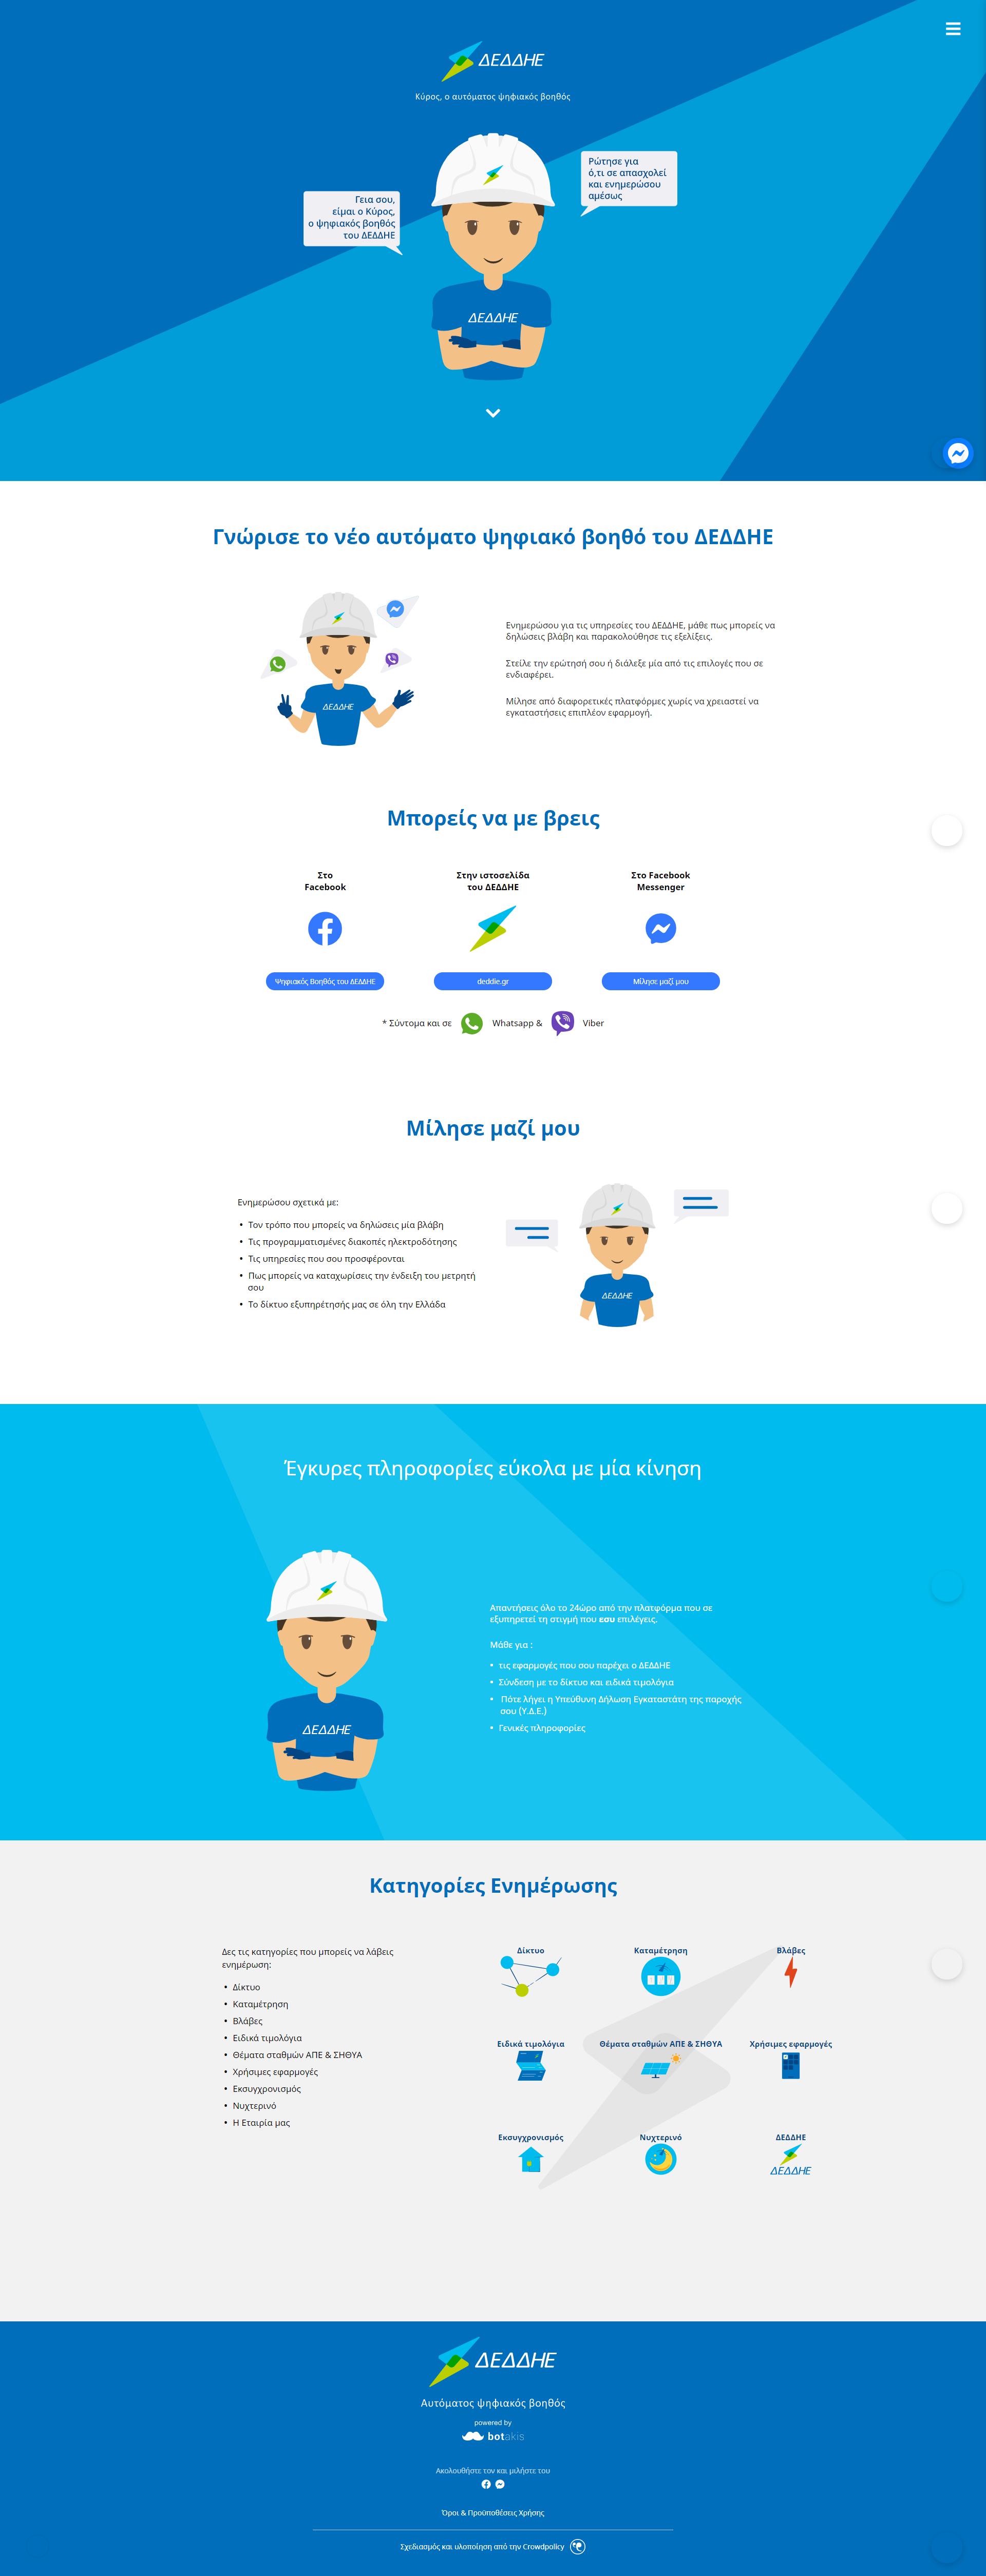 ΔΕΔΔΗΕ
Κύρος, ο αυτόματος ψηφιακός βοηθός
Γεια σου,
είμαι ο Κύρος,
ο ψηφιακός βοηθός
του ΔΕΔΔΗΕ
Ρώτησε για
ό,τι σε απασχολεί
και ενημερώσου
αμέσως
ΔΕΔΔΗΕ
Γνώρισε το νέο αυτόματο ψηφιακό βοηθό του ΔΕΔΔΗΕ
ΔΕΔΔΗΕ
Ενημερώσου για τις υπηρεσίες του ΔΕΔΔΗΕ, μάθε πως μπορείς να
δηλώσεις βλάβη και παρακολούθησε τις εξελίξεις.
Στείλε την ερώτησή σου ή διάλεξε μία από τις επιλογές που σε
ενδιαφέρει.
Μίλησε από διαφορετικές πλατφόρμες χωρίς να χρειαστεί να
εγκαταστήσεις επιπλέον εφαρμογή.
Μπορείς να με βρεις
Στο
Facebook
Ψηφιακός Βοηθός του ΔΕΔΔΗΕ
Στην ιστοσελίδα
του ΔΕΔΔΗΕ
deddie.gr
Στο Facebook
Messenger
Μίλησε μαζί μου
* Σύντομα και σε Whatsapp & Viber
Μίλησε μαζί μου
Ενημερώσου σχετικά με:
• Τον τρόπο που μπορείς να δηλώσεις μία βλάβη
• Τις προγραμματισμένες διακοπές ηλεκτροδότησης
• Τις υπηρεσίες που σου προσφέρονται
• Πως μπορείς να καταχωρίσεις την ένδειξη του μετρητή
σου
• Το δίκτυο εξυπηρέτησής μας σε όλη την Ελλάδα
ΔΕΔΔΗΕ
Έγκυρες πληροφορίες εύκολα με μία κίνηση
ΔΕΔΔΗΕ
Απαντήσεις όλο το 24ώρο από την πλατφόρμα που σε
εξυπηρετεί τη στιγμή που εσυ επιλέγεις.
Μάθε για :
• τις εφαρμογές που σου παρέχει ο ΔΕΔΔΗΕ
• Σύνδεση με το δίκτυο και ειδικά τιμολόγια
• Πότε λήγει η Υπεύθυνη Δήλωση Εγκαταστάτη της παροχής
σου (Υ.Δ.Ε.)
• Γενικές πληροφορίες
Κατηγορίες Ενημέρωσης
Δες τις κατηγορίες που μπορείς να λάβεις
ενημέρωση:
• Δίκτυο
• Καταμέτρηση
• Βλάβες
• Ειδικά τιμολόγια
• Θέματα σταθμών ΑΠΕ & ΣΗΘΥΑ
• Χρήσιμες εφαρμογές
• Εκσυγχρονισμός
• Νυχτερινό
• Η Εταιρία μας
Δίκτυο
Καταμέτρηση
Βλάβες
Ειδικά τιμολόγια
Θέματα σταθμών ΑΠΕ & ΣΗΘΥΑ
Χρήσιμες εφαρμογές
Εκσυγχρονισμός
Νυχτερινό
ΔΕΔΔΗΕ
ΔΕΔΔΗΕ
ΔΕΔΔΗΕ
Αυτόματος ψηφιακός βοηθός
powered by
botakis
Ακολουθήστε τον και μιλήστε του
Όροι & Προϋποθέσεις Χρήσης
Σχεδιασμός και υλοποίηση από την Crowdpolicy